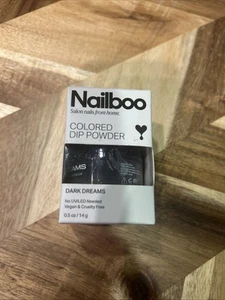 Nailboo
Salon nails from home.
COLORED
DIP POWDER
AMS
DARK DREAMS
No UV/LED Needed
Vegan & Cruelty Free
0.5 oz / 14 g